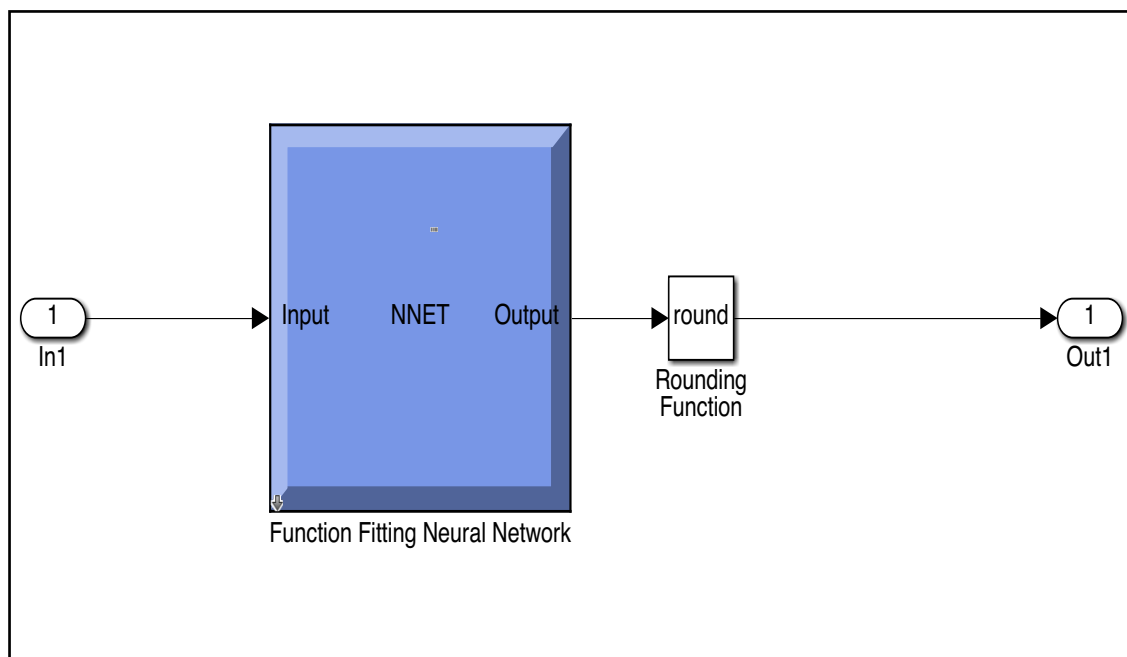 1
In1
Input
NNET
Output
Function Fitting Neural Network
round
Rounding
Function
1
Out1